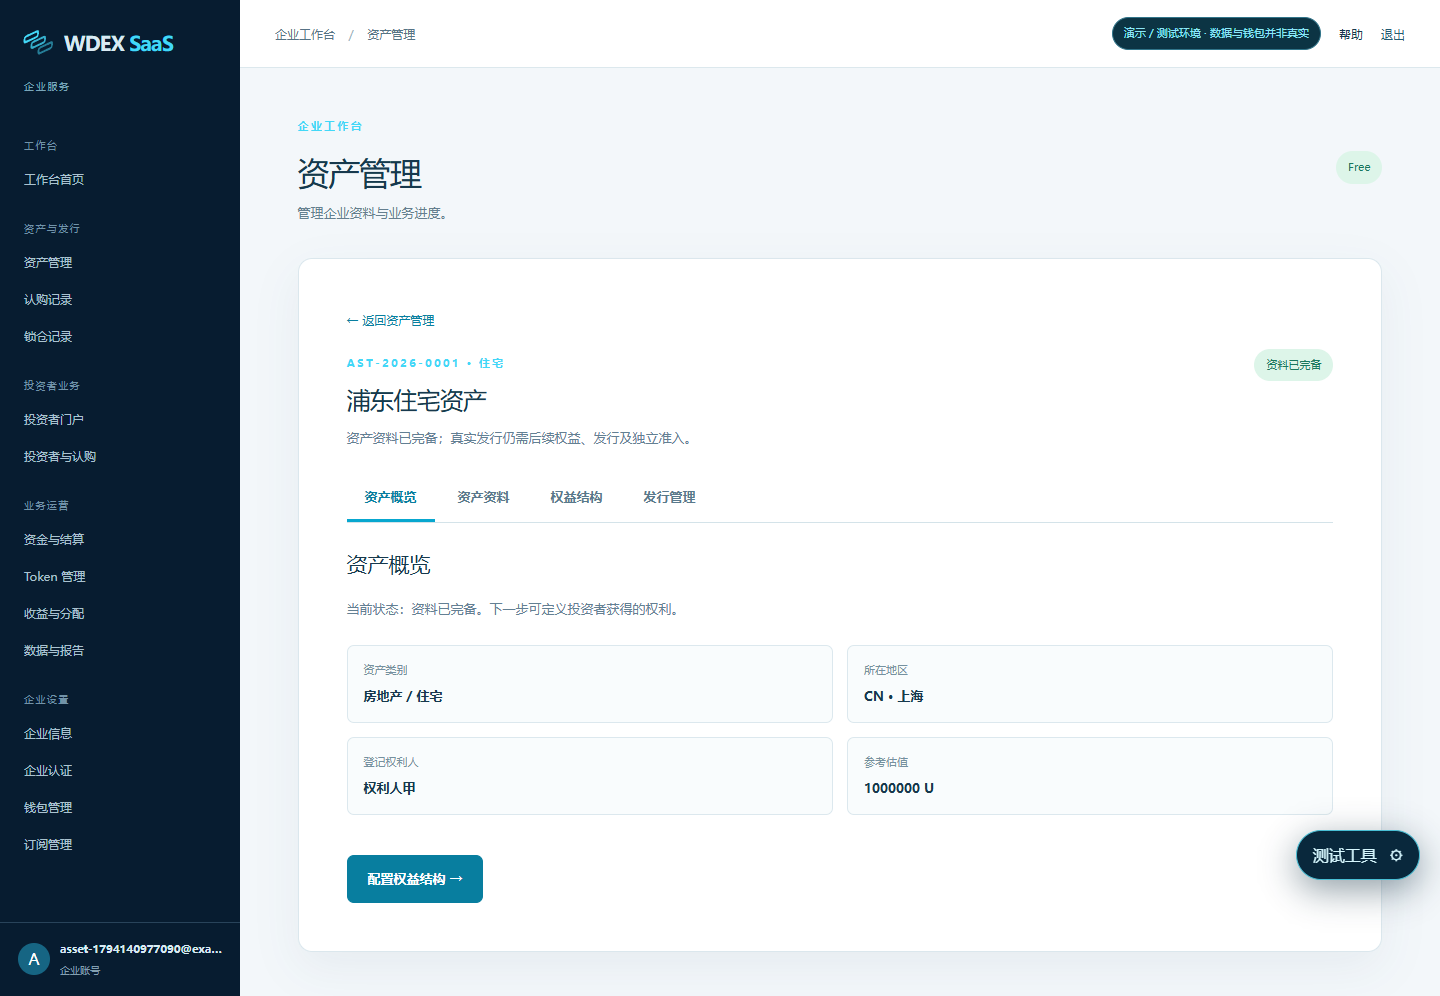 WDEX SaaS
企业服务
工作台
工作台首页
资产与发行
资产管理
认购记录
锁仓记录
投资者业务
投资者门户
投资者与认购
业务运营
资金与结算
Token 管理
收益与分配
数据与报告
企业设置
企业信息
企业认证
钱包管理
订阅管理
A
asset-1794140977090@exa...
企业账号
企业工作台 / 资产管理
演示 / 测试环境 · 数据与钱包并非真实
帮助
退出
企业工作台
资产管理
Free
管理企业资料与业务进度。
← 返回资产管理
AST-2026-0001 • 住宅
资料已完备
浦东住宅资产
资产资料已完备；真实发行仍需后续权益、发行及独立准入。
资产概览 资产资料 权益结构 发行管理
资产概览
当前状态：资料已完备。下一步可定义投资者获得的权利。
资产类别
房地产 / 住宅
所在地区
CN • 上海
登记权利人
权利人甲
参考估值
1000000 U
配置权益结构 →
测试工具 ⚙